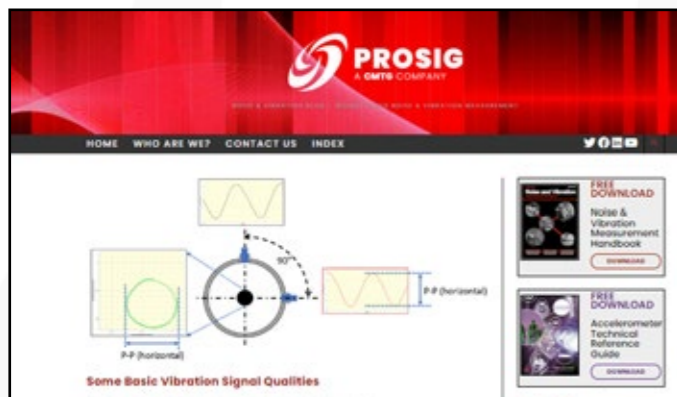 PROSIG
A CMTG COMPANY
HOME WHO ARE WE? CONTACT US INDEX
90°
P-P (horizontal)
P-P (horizontal)
Some Basic Vibration Signal Qualities
FREE
DOWNLOAD
Noise &
Vibration
Measurement
Handbook
DOWNLOAD
FREE
DOWNLOAD
Accelerometer
Technical
Reference
Guide
DOWNLOAD